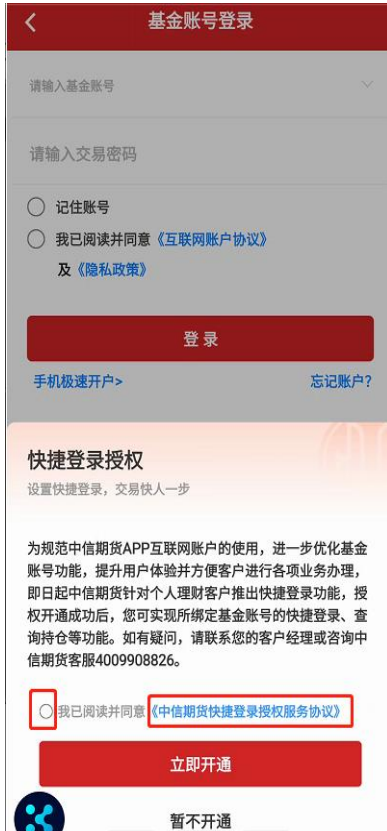 基金账号登录
请输入基金账号
请输入交易密码
记住账号
我已阅读并同意《互联网账户协议》
及《隐私政策》
登录
手机极速开户>
忘记账户?
快捷登录授权
设置快捷登录，交易快人一步
为规范中信期货APP互联网账户的使用，进一步优化基金
账号功能，提升用户体验并方便客户进行各项业务办理，
即日起中信期货针对个人理财客户推出快捷登录功能，授
权开通成功后，您可实现所绑定基金账号的快捷登录、查
询持仓等功能。如有疑问，请联系您的客户经理或咨询中
信期货客服4009908826。
我已阅读并同意《中信期货快捷登录授权服务协议》
立即开通
暂不开通